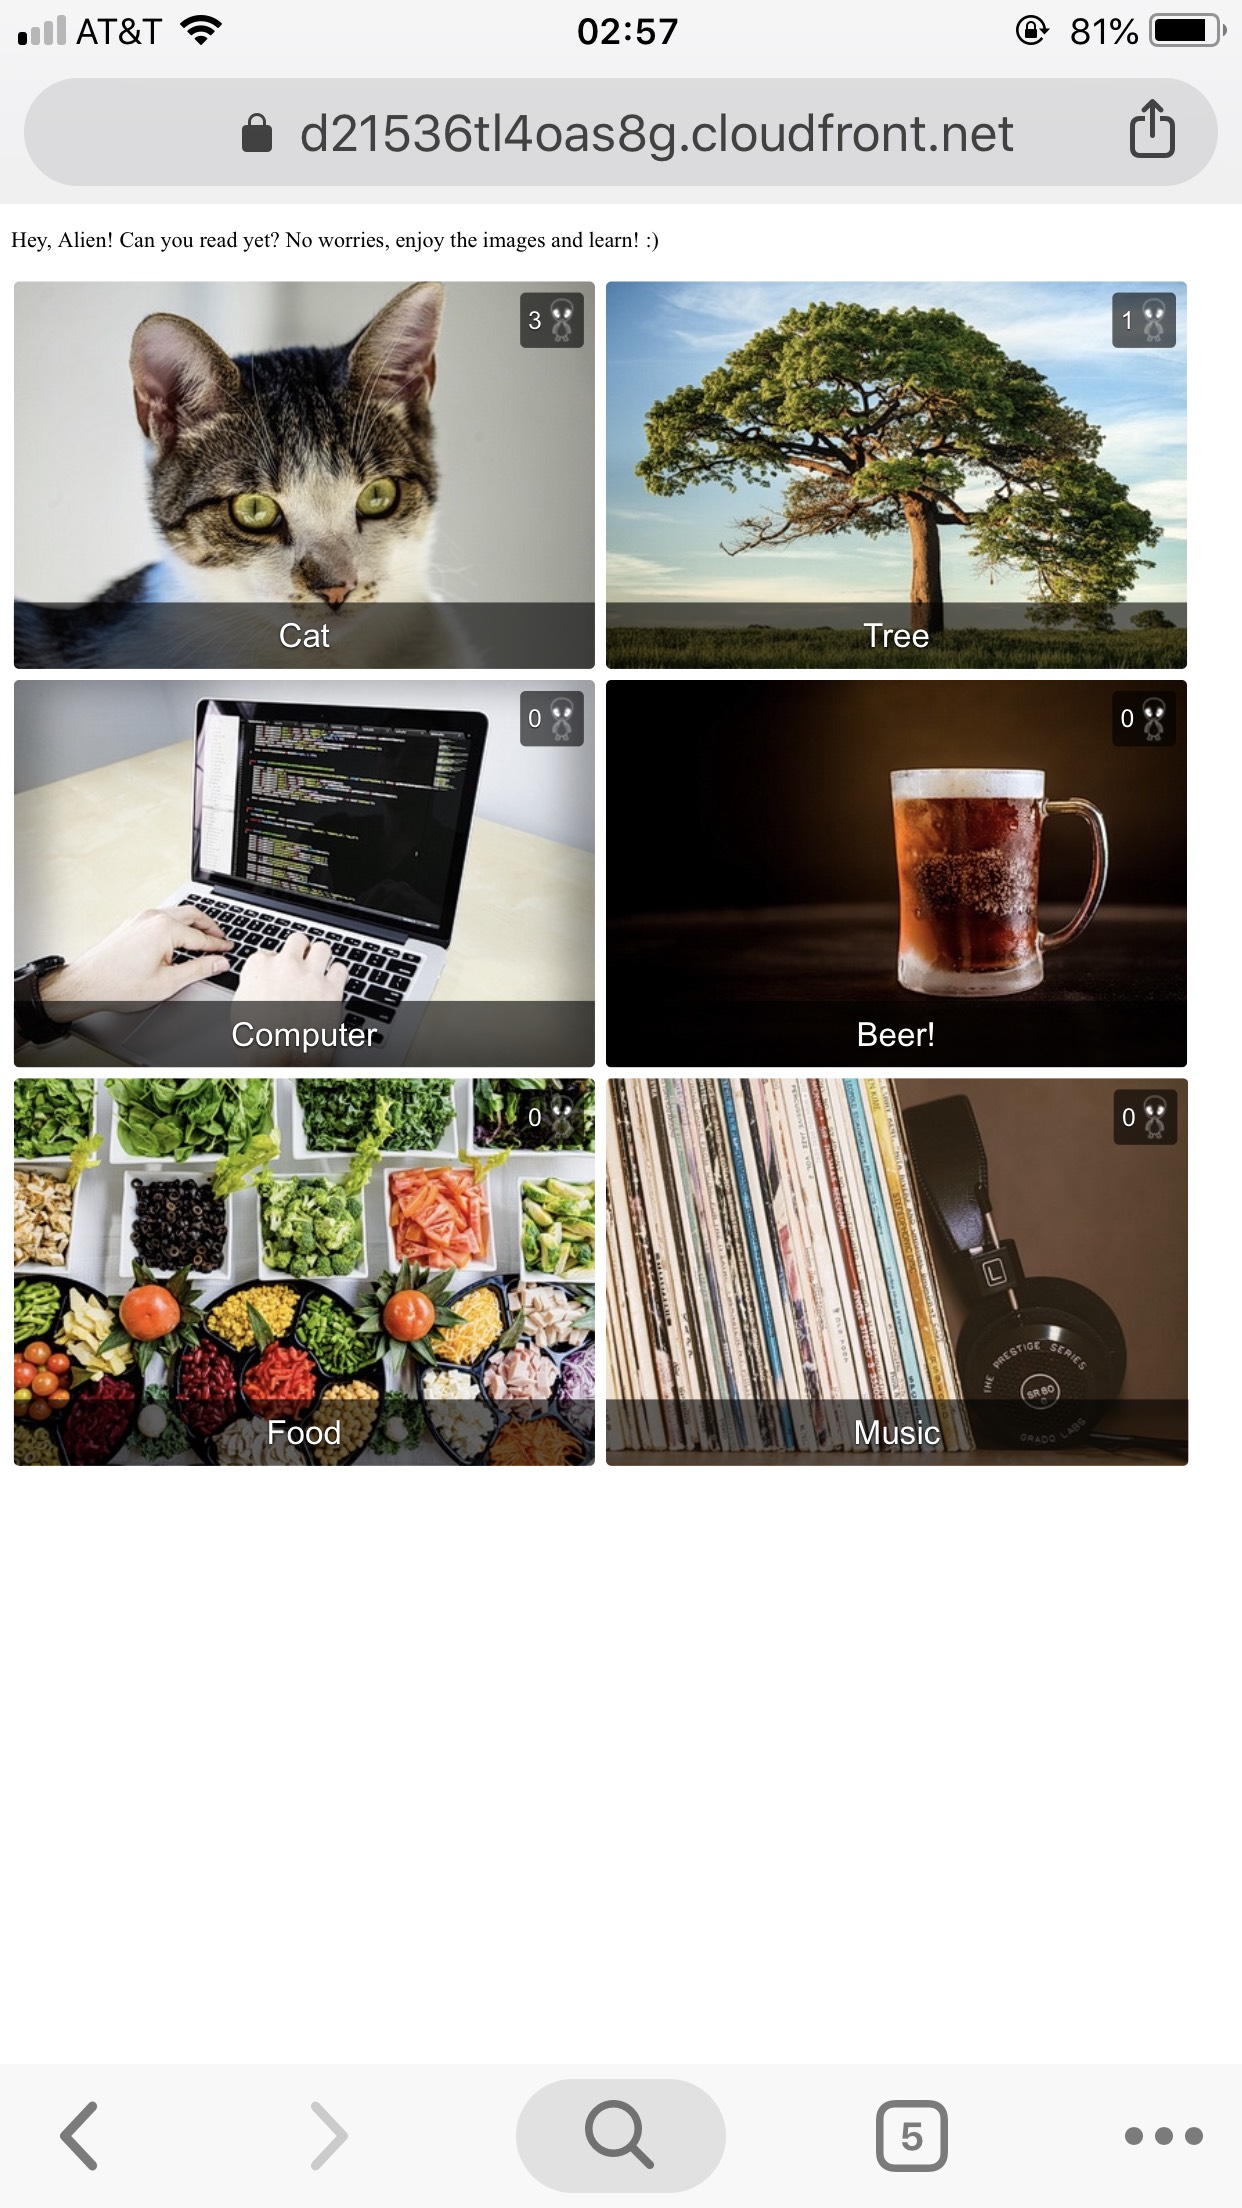 AT&T 02:57 81%
d21536tl4oas8g.cloudfront.net
Hey, Alien! Can you read yet? No worries, enjoy the images and learn! :)
3
1
Cat
Tree
0
0
Computer
Beer!
0
0
L
THE PRESTIGE SERIES
SR60
GRADO LABS
Food
Music
5